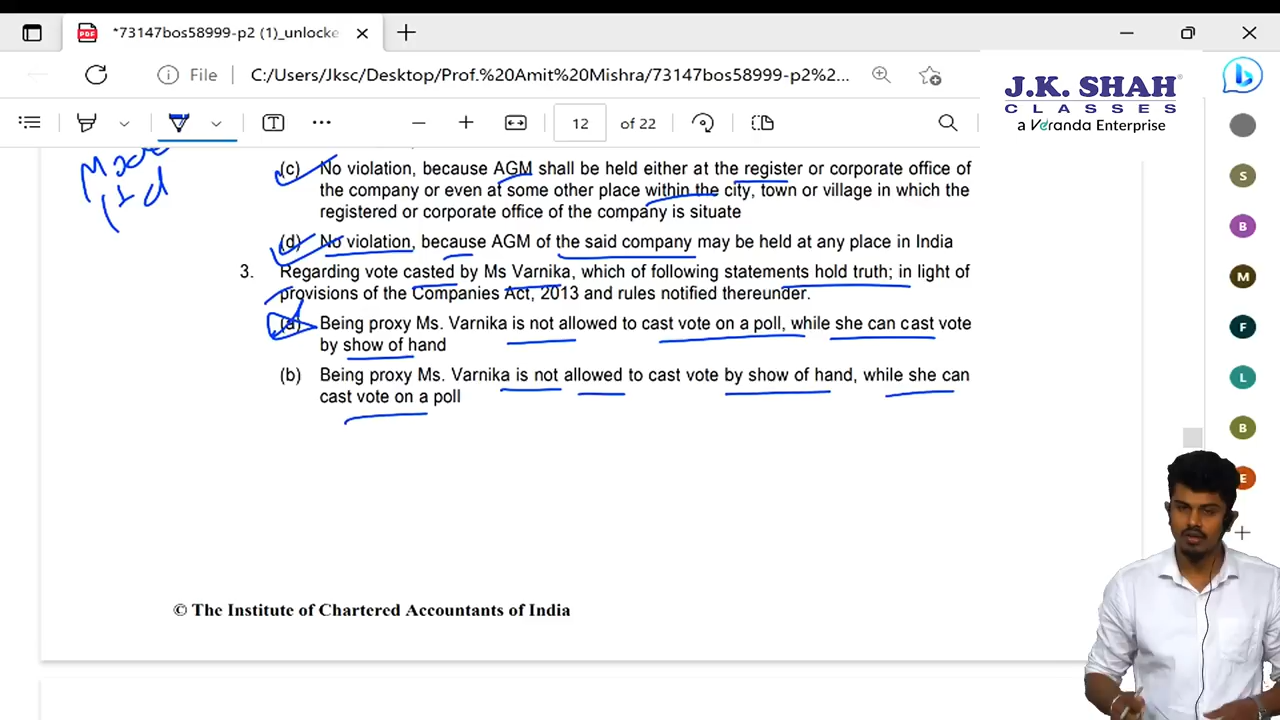 *73147bos58999-p2 (1)_unlocke
File
C:/Users/Jksc/Desktop/Prof.%20Amit%20Mishra/73147bos58999-p2%2...
J.K. SHAH
CLASSES
a Veranda Enterprise
12 of 22
(c) No violation, because AGM shall be held either at the register or corporate office of
the company or even at some other place within the city, town or village in which the
registered or corporate office of the company is situate
(d) No violation, because AGM of the said company may be held at any place in India
3. Regarding vote casted by Ms Varnika, which of following statements hold truth; in light of
provisions of the Companies Act, 2013 and rules notified thereunder.
(a) Being proxy Ms. Varnika is not allowed to cast vote on a poll, while she can cast vote
by show of hand
(b) Being proxy Ms. Varnika is not allowed to cast vote by show of hand, while she can
cast vote on a poll
© The Institute of Chartered Accountants of India
S
B
M
F
L
B
E